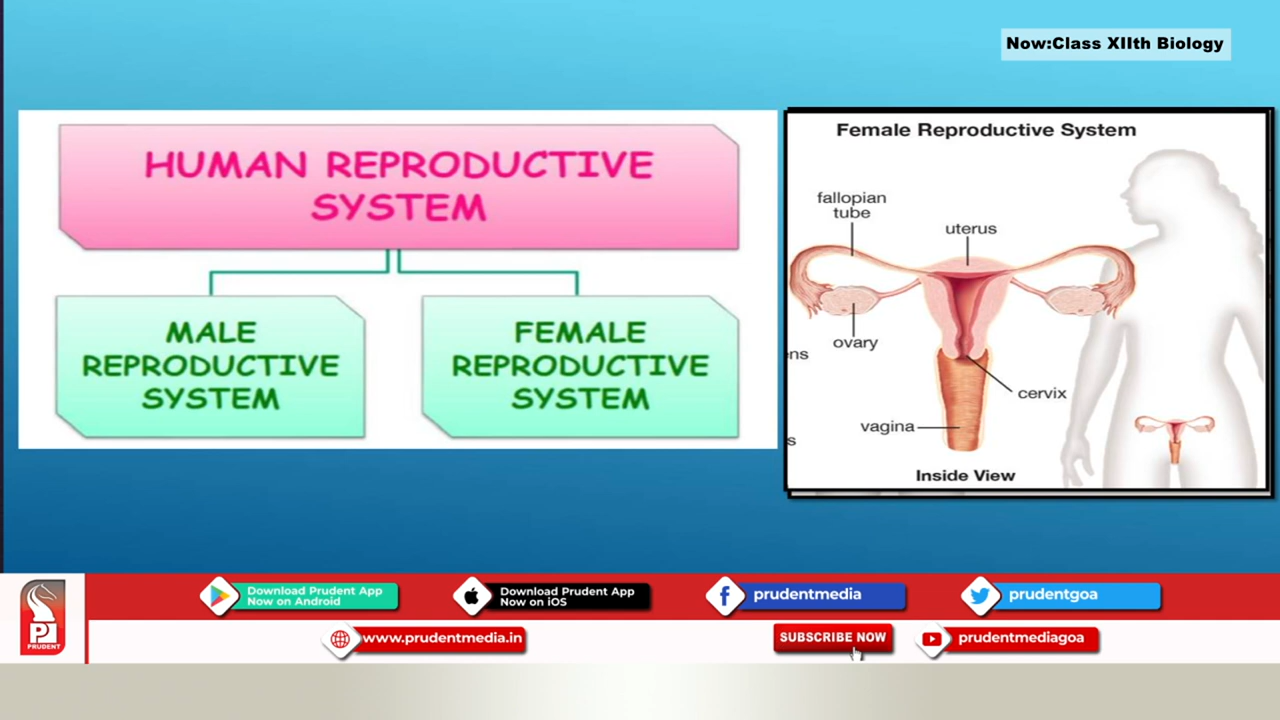 Now:Class XIIth Biology
HUMAN REPRODUCTIVE
SYSTEM
MALE
REPRODUCTIVE
SYSTEM
FEMALE
REPRODUCTIVE
SYSTEM
Female Reproductive System
fallopian
tube
uterus
ovary
ens
cervix
vagina
s
Inside View
PI
PRUDENT
Download Prudent App
Now on Android
Download Prudent App
Now on iOS
prudentmedia
prudentgoa
www.prudentmedia.in
SUBSCRIBE NOW
prudentmediagoa